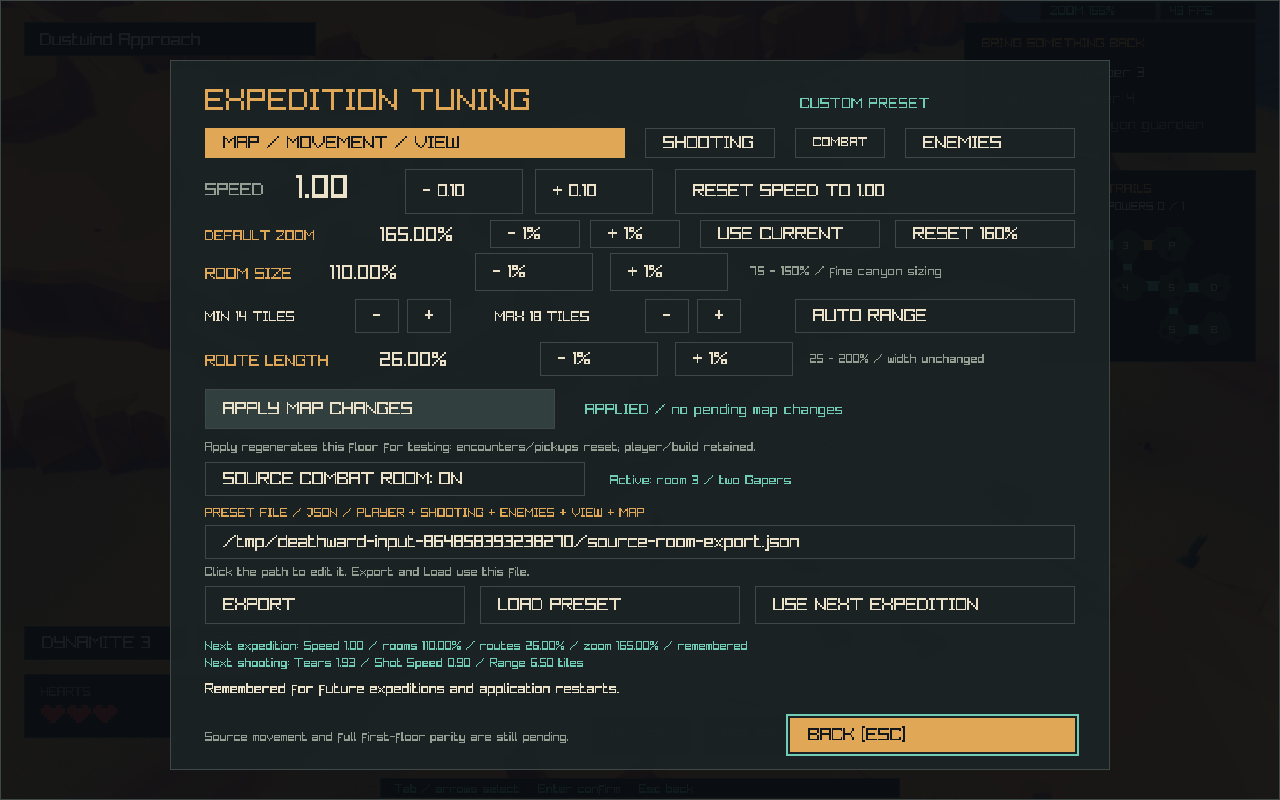 ZOOM 165% 43 FPS
Dustwind Approach
BRING SOMETHING BACK
EXPEDITION TUNING
CUSTOM PRESET
MAP / MOVEMENT / VIEW SHOOTING COMBAT ENEMIES
SPEED 1.00 - 0.10 + 0.10 RESET SPEED TO 1.00
DEFAULT ZOOM 165.00% - 1% + 1% USE CURRENT RESET 160%
ROOM SIZE 110.00% - 1% + 1% 75 - 150% / fine canyon sizing
MIN 14 TILES - + MAX 18 TILES - + AUTO RANGE
ROUTE LENGTH 26.00% - 1% + 1% 25 - 200% / width unchanged
APPLY MAP CHANGES APPLIED / no pending map changes
Apply regenerates this floor for testing: encounters/pickups reset; player/build retained.
SOURCE COMBAT ROOM: ON Active: room 3 / two Gapers
PRESET FILE / JSON / PLAYER + SHOOTING + ENEMIES + VIEW + MAP
/tmp/deathward-input-864858393238270/source-room-export.json
Click the path to edit it. Export and Load use this file.
EXPORT LOAD PRESET USE NEXT EXPEDITION
Next expedition: Speed 1.00 / rooms 110.00% / routes 26.00% / zoom 165.00% / remembered
Next shooting: Tears 1.93 / Shot Speed 0.90 / Range 6.50 tiles
Remembered for future expeditions and application restarts.
DYNAMITE 3
HEARTS
Source movement and full first-floor parity are still pending.
BACK [ESC]
Tab / arrows select Enter confirm Esc back